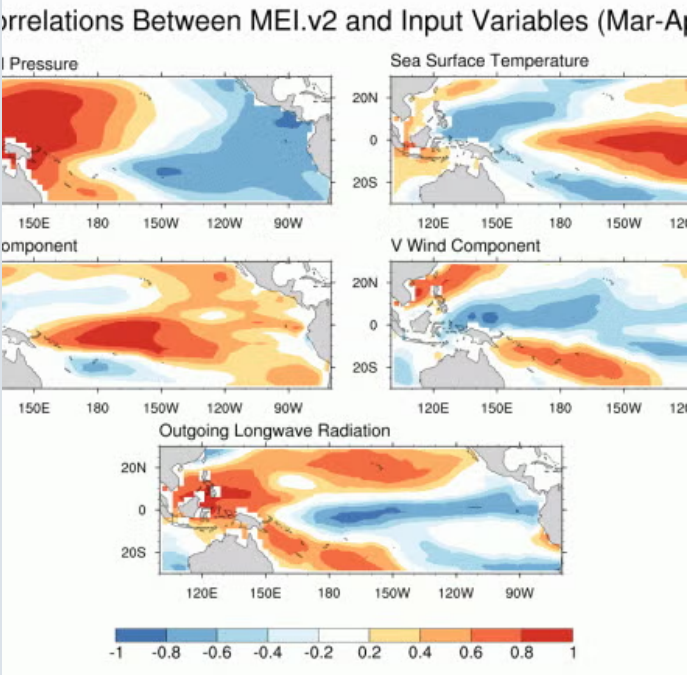 orrelations Between MEI.v2 and Input Variables (Mar-Ap
l Pressure
Sea Surface Temperature
20N
0
20S
150E 180 150W 120W 90W
120E 150E 180 150W 120
omponent
V Wind Component
20N
0
20S
150E 180 150W 120W 90W
120E 150E 180 150W 120
Outgoing Longwave Radiation
20N
0
20S
120E 150E 180 150W 120W 90W
-1 -0.8 -0.6 -0.4 -0.2 0.2 0.4 0.6 0.8 1